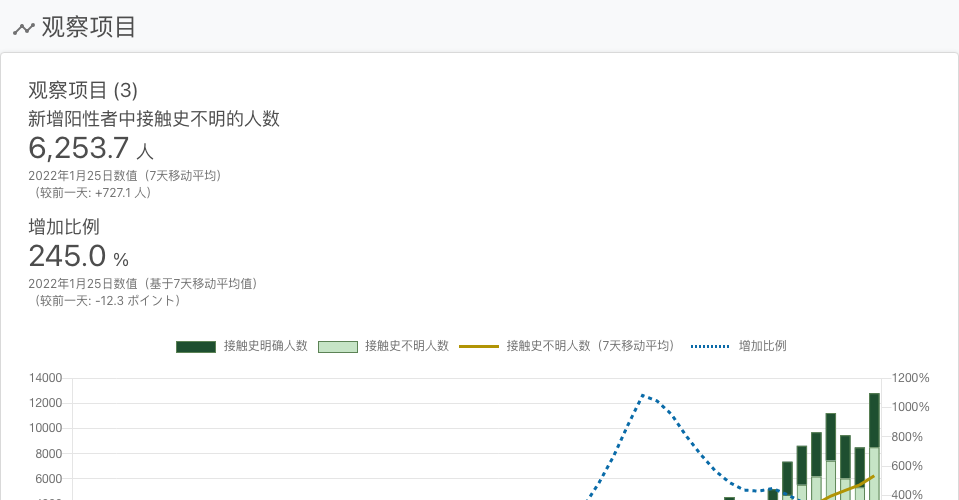 观察项目
观察项目 (3)
新增阳性者中接触史不明的人数
6,253.7 人
2022年1月25日数值（7天移动平均）
（较前一天: +727.1 人）
增加比例
245.0 %
2022年1月25日数值（基于7天移动平均值）
（较前一天: -12.3 ポイント）
接触史明确人数 接触史不明人数 接触史不明人数（7天移动平均） 增加比例
14000 1200%
12000 1000%
10000 800%
8000 600%
6000 400%